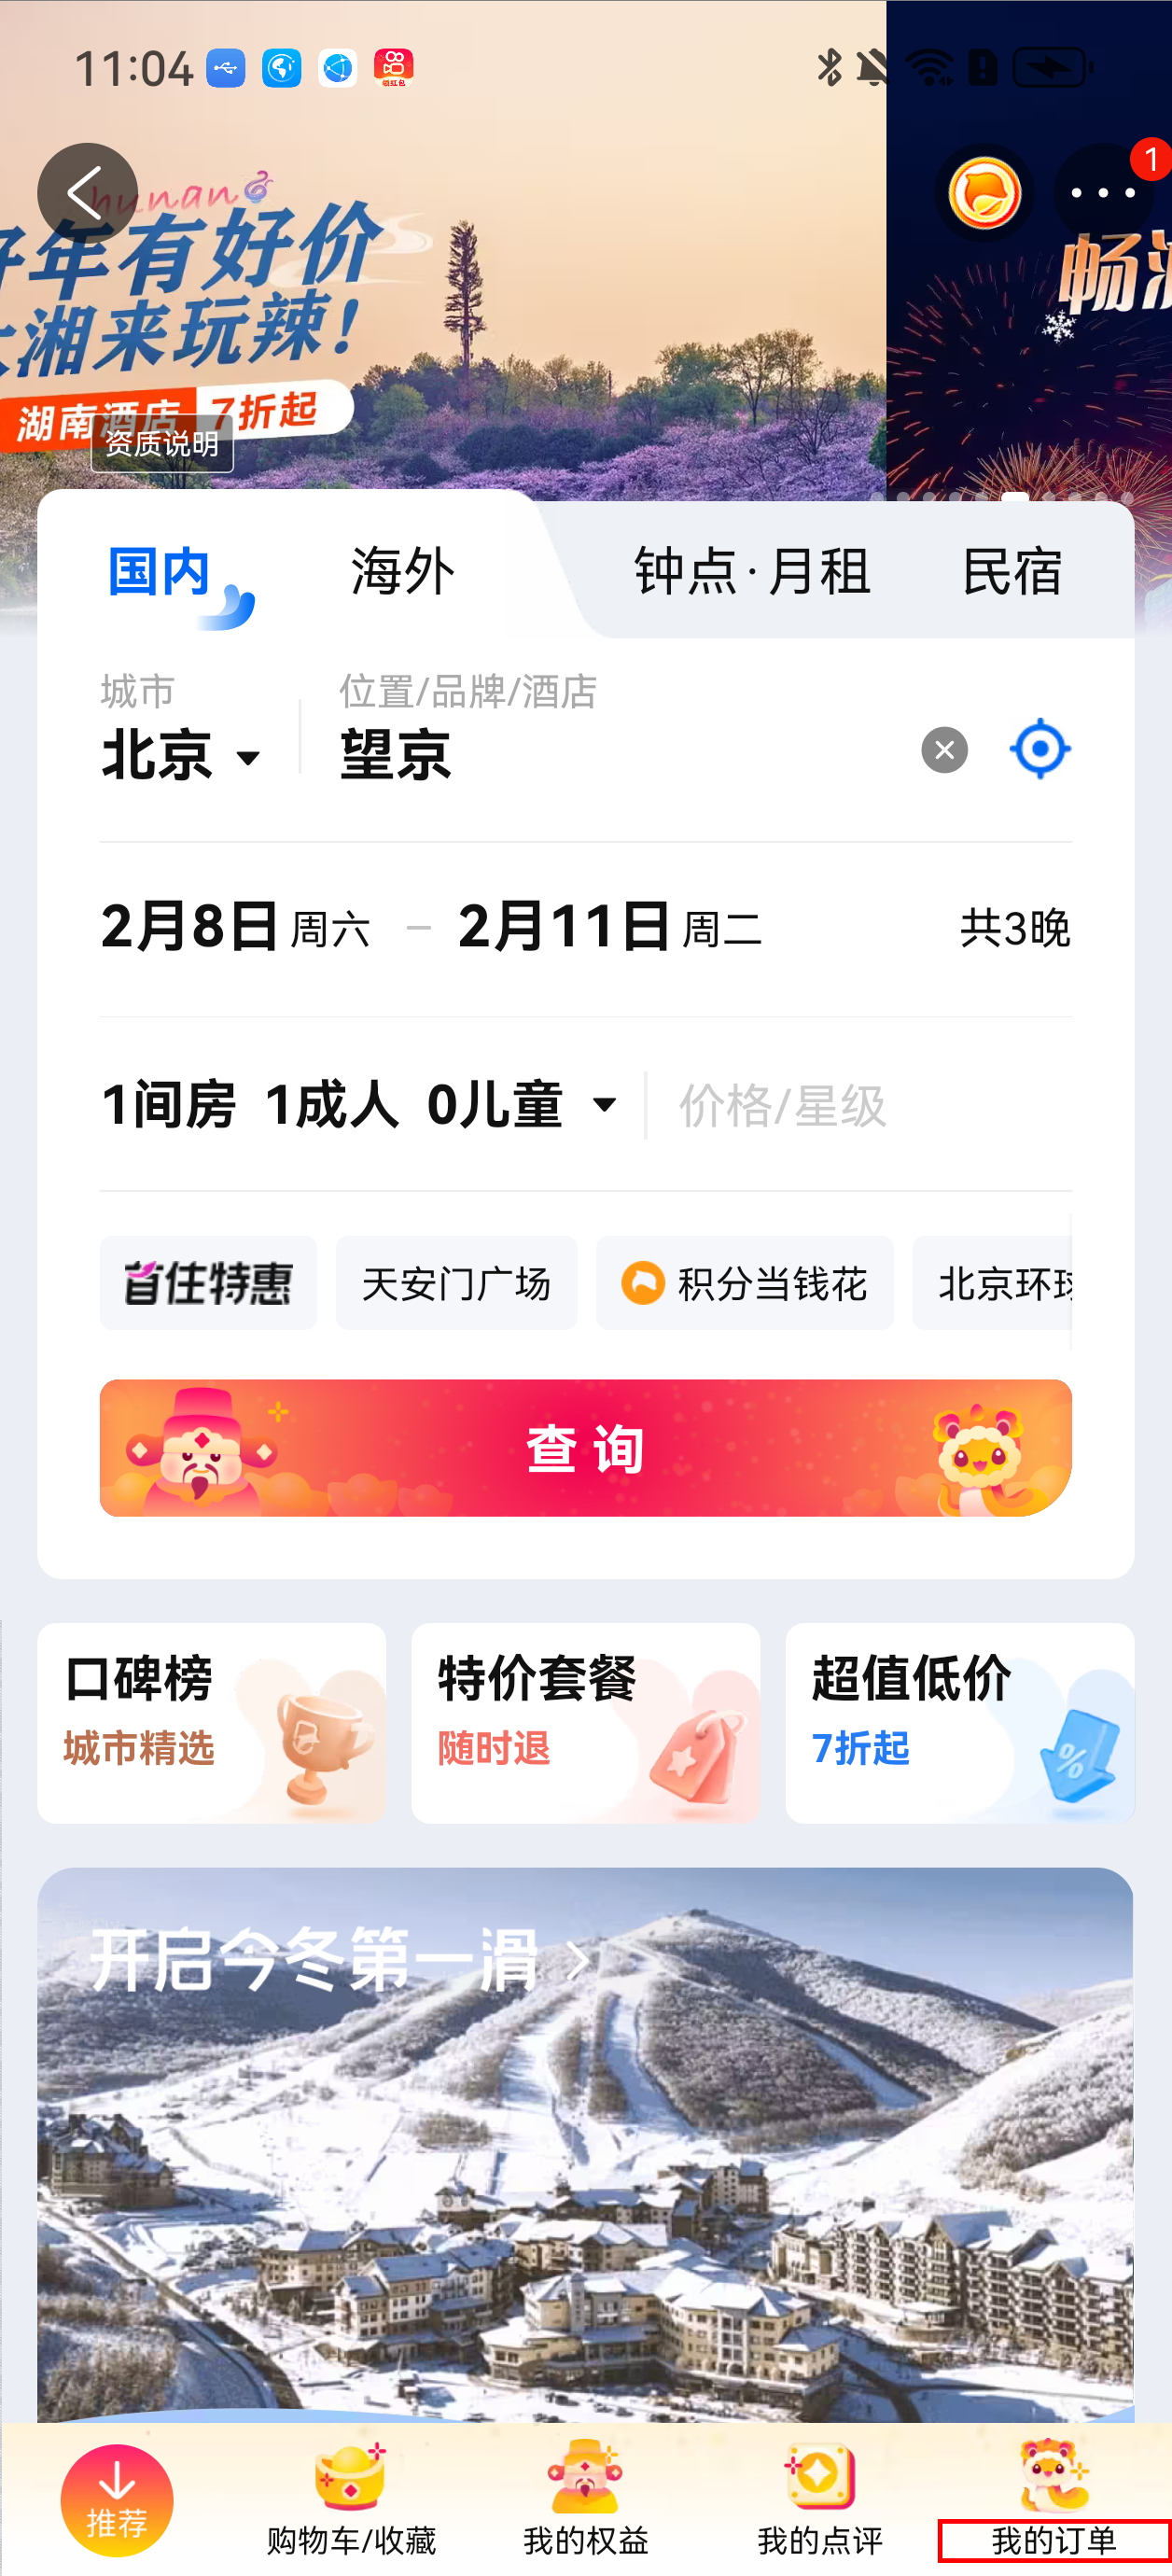 11:04
领红包
1
hunan
好年有好价
畅
大湘来玩辣!
湖南酒店 7折起
资质说明
国内 海外 钟点·月租 民宿
城市 位置/品牌/酒店
北京 望京
2月8日 周六 – 2月11日 周二 共3晚
1间房 1成人 0儿童 价格/星级
首住特惠 天安门广场 积分当钱花 北京环球
查询
口碑榜 特价套餐 超值低价
城市精选 随时退 7折起
%
开启今冬第一滑 >
推荐 购物车/收藏 我的权益 我的点评 我的订单